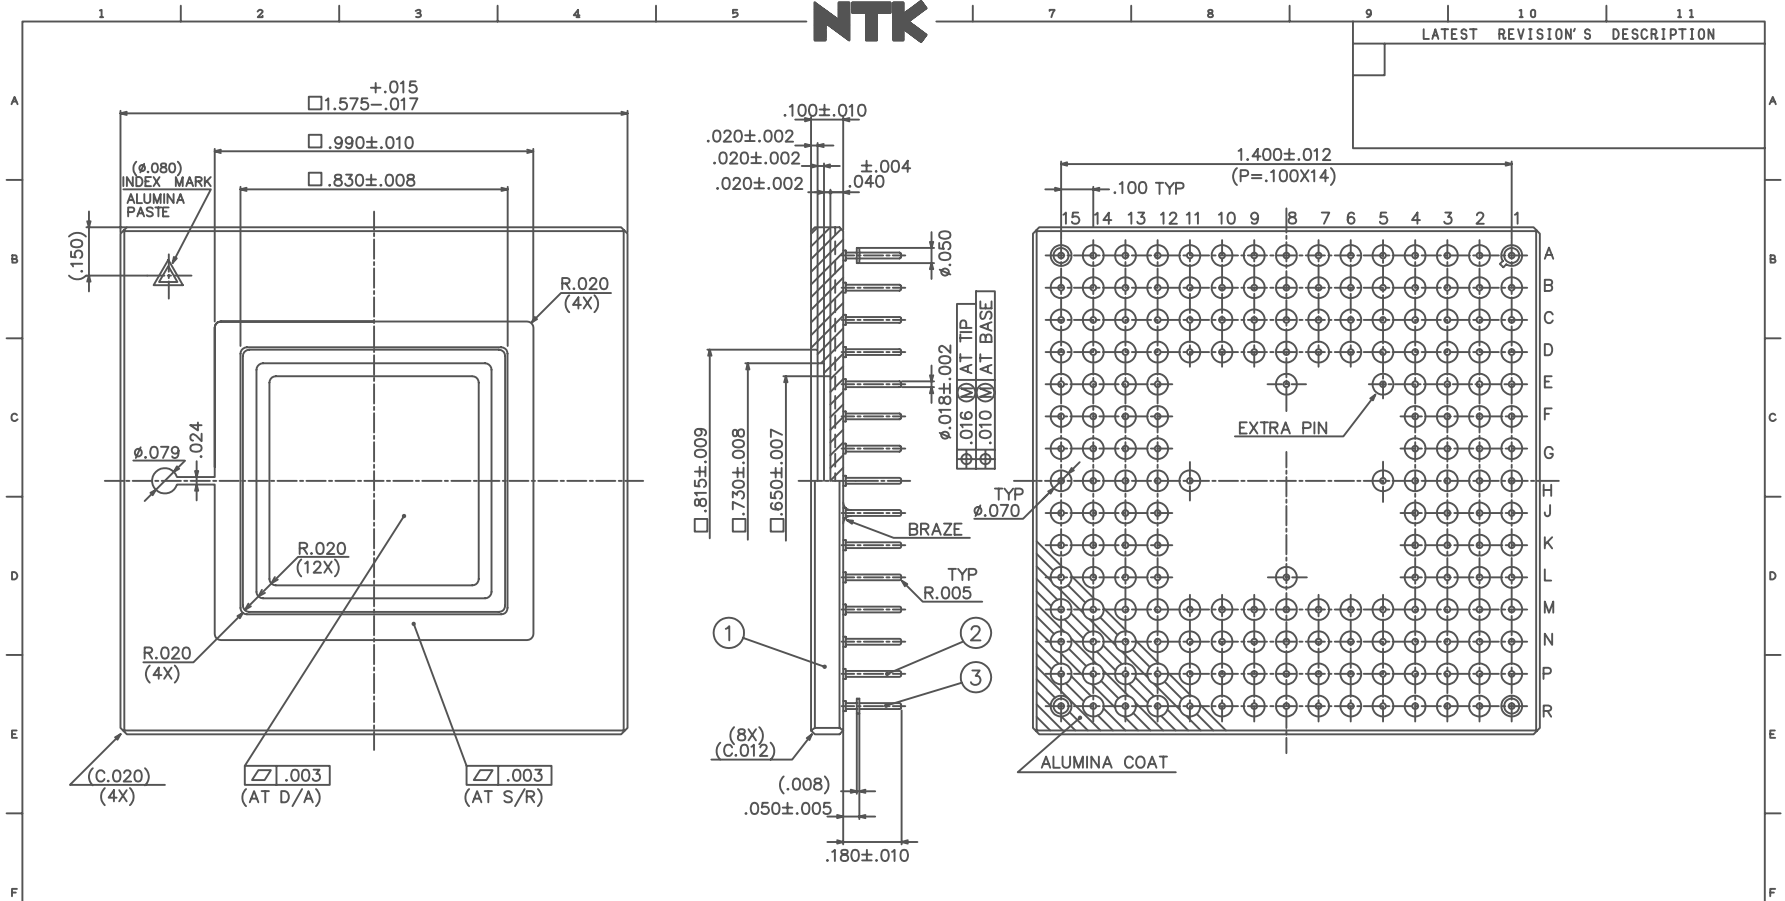 1 2 3 4 5 NTK 7 8 9 10 11
LATEST REVISION'S DESCRIPTION
A
B
C
D
E
F
+.015
□1.575-.017
□ .990±.010
□ .830±.008
(ø.080)
INDEX MARK
ALUMINA
PASTE
(.150)
R.020
(4X)
ø.079
.024
R.020
(12X)
R.020
(4X)
(C.020)
(4X)
⏥ .003
(AT D/A)
⏥ .003
(AT S/R)
.100±.010
.020±.002
.020±.002
.020±.002
±.004
.040
ø.050
ø.018±.002
⌖ .016 Ⓜ AT TIP
⌖ .010 Ⓜ AT BASE
□.815±.009
□.730±.008
□.650±.007
BRAZE
TYP
R.005
1
2
3
(8X)
(C.012)
(.008)
.050±.005
.180±.010
1.400±.012
(P=.100X14)
.100 TYP
15 14 13 12 11 10 9 8 7 6 5 4 3 2 1
A
B
C
D
E
F
G
H
J
K
L
M
N
P
R
EXTRA PIN
TYP
ø.070
ALUMINA COAT
A
B
C
D
E
F